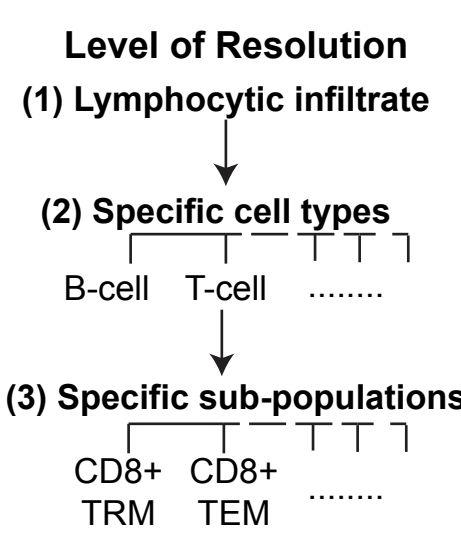 Level of Resolution
(1) Lymphocytic infiltrate
(2) Specific cell types
B-cell T-cell ........
(3) Specific sub-populations
CD8+ CD8+
TRM TEM ........